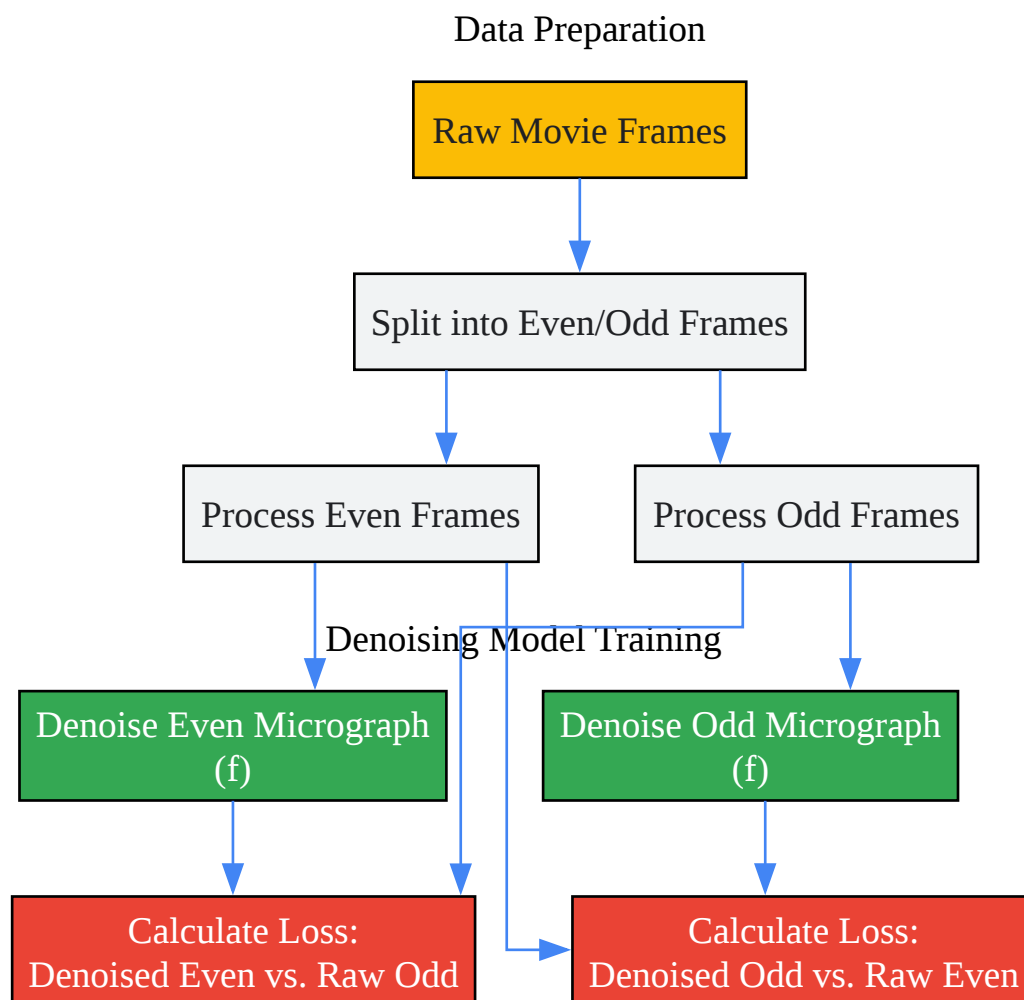 Data Preparation
Raw Movie Frames
Split into Even/Odd Frames
Process Even Frames
Process Odd Frames
Denoising Model Training
Denoise Even Micrograph
(f)
Denoise Odd Micrograph
(f)
Calculate Loss:
Denoised Even vs. Raw Odd
Calculate Loss:
Denoised Odd vs. Raw Even